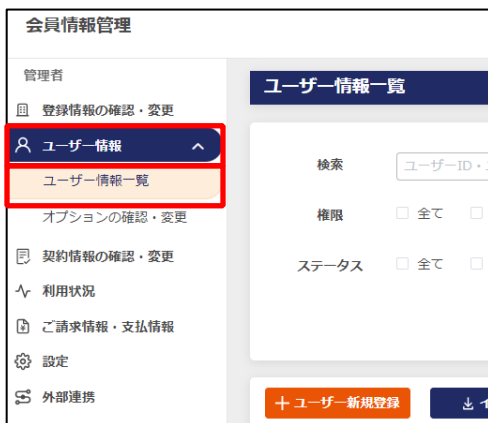 会員情報管理
管理者
登録情報の確認・変更
ユーザー情報
ユーザー情報一覧
オプションの確認・変更
契約情報の確認・変更
利用状況
ご請求情報・支払情報
設定
外部連携
ユーザー情報一覧
検索 ユーザーID・
権限 全て
ステータス 全て
ユーザー新規登録